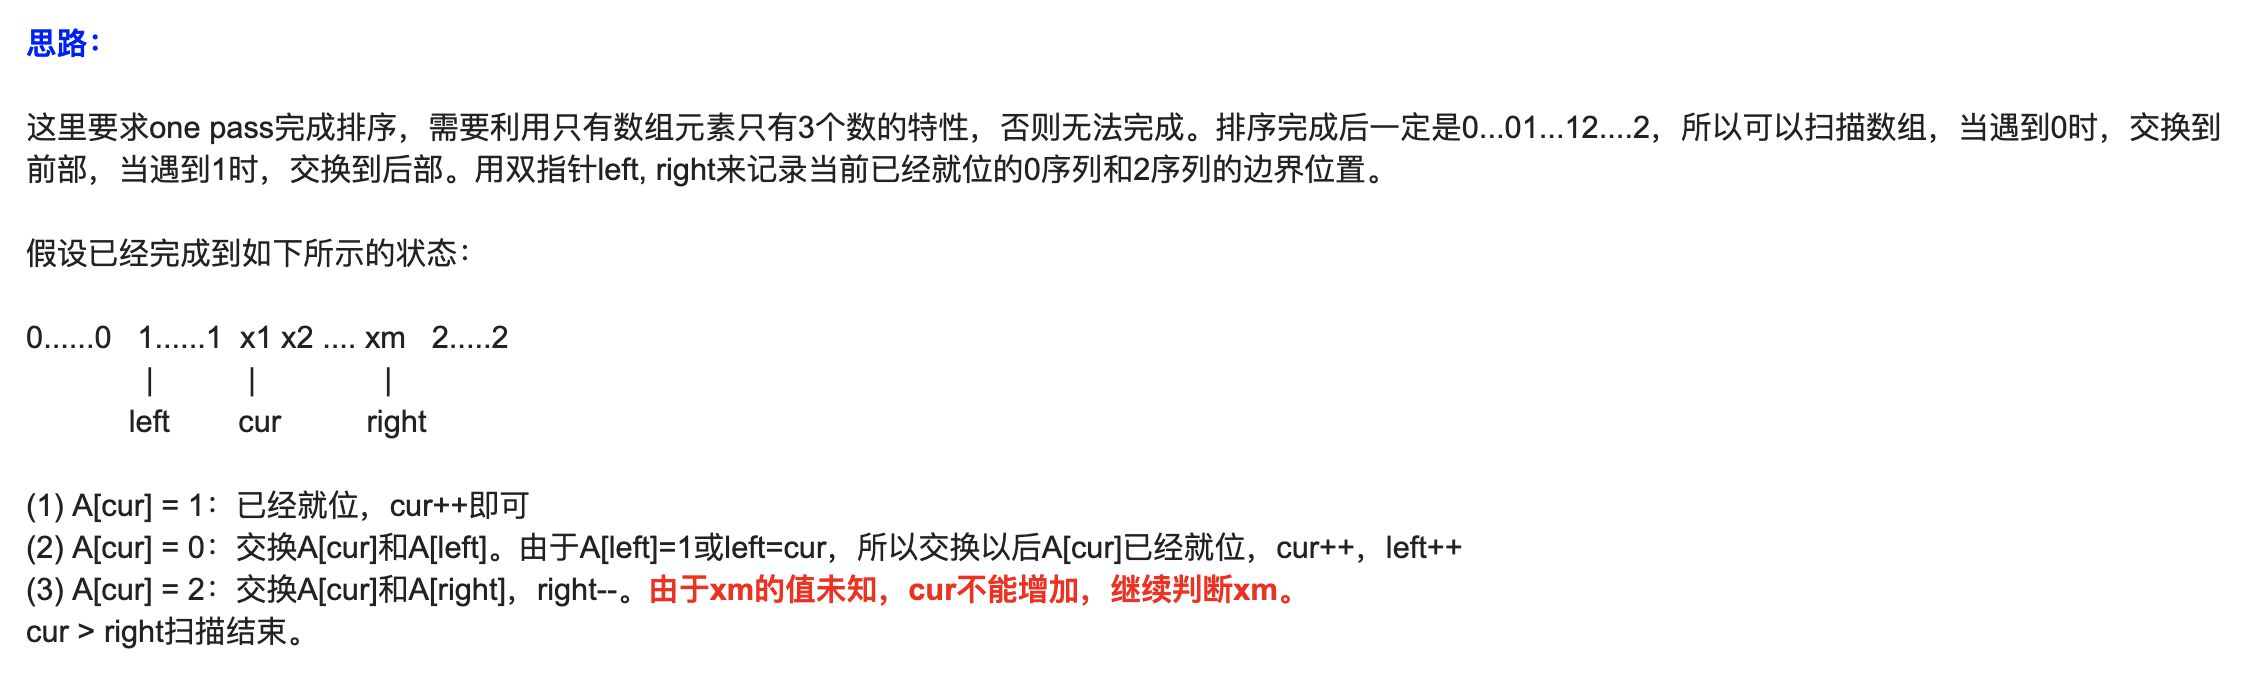 思路：
这里要求one pass完成排序，需要利用只有数组元素只有3个数的特性，否则无法完成。排序完成后一定是0...01...12....2，所以可以扫描数组，当遇到0时，交换到
前部，当遇到1时，交换到后部。用双指针left, right来记录当前已经就位的0序列和2序列的边界位置。
假设已经完成到如下所示的状态：
0......0 1......1 x1 x2 .... xm 2.....2
| | |
left cur right
(1) A[cur] = 1：已经就位，cur++即可
(2) A[cur] = 0：交换A[cur]和A[left]。由于A[left]=1或left=cur，所以交换以后A[cur]已经就位，cur++，left++
(3) A[cur] = 2：交换A[cur]和A[right]，right--。由于xm的值未知，cur不能增加，继续判断xm。
cur > right扫描结束。